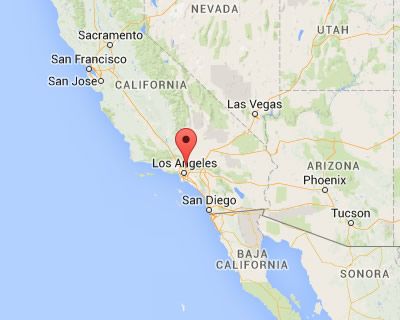 NEVADA
UTAH
Sacramento
San Francisco
San Jose
CALIFORNIA
Las Vegas
Los Angeles
ARIZONA
Phoenix
San Diego
Tucson
BAJA
CALIFORNIA
SONORA